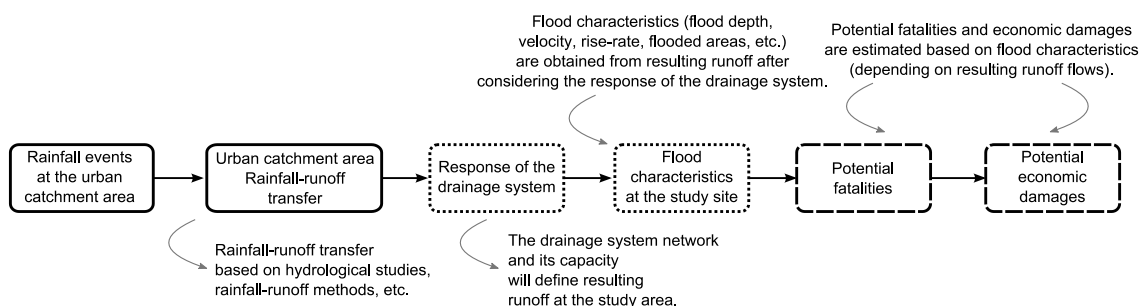 Flood characteristics (flood depth,
velocity, rise-rate, flooded areas, etc.)
are obtained from resulting runoff after
considering the response of the drainage system.
Potential fatalities and economic damages
are estimated based on flood characteristics
(depending on resulting runoff flows).
Rainfall events
at the urban
catchment area
Urban catchment area
Rainfall-runoff
transfer
Response of the
drainage system
Flood
characteristics
at the study site
Potential
fatalities
Potential
economic
damages
Rainfall-runoff transfer
based on hydrological studies,
rainfall-runoff methods, etc.
The drainage system network
and its capacity
will define resulting
runoff at the study area.